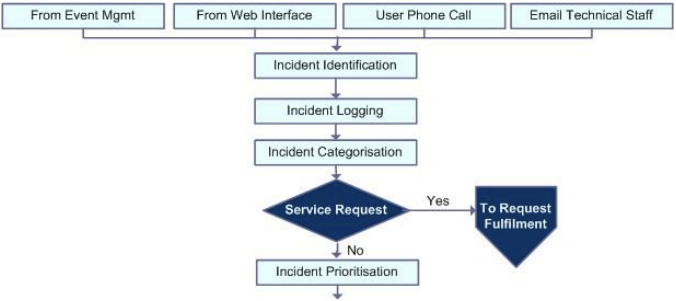 From Event Mgmt
From Web Interface
User Phone Call
Email Technical Staff
Incident Identification
Incident Logging
Incident Categorisation
Service Request
Yes
To Request
Fulfilment
No
Incident Prioritisation